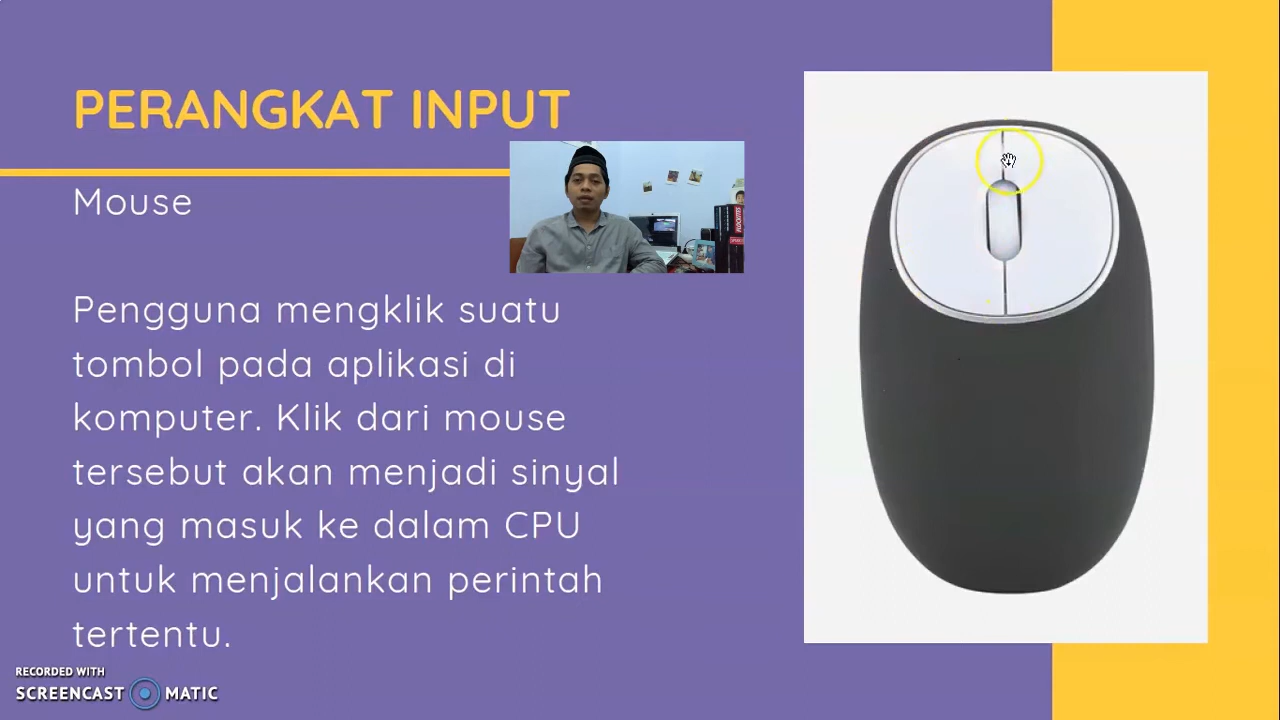 PERANGKAT INPUT
Mouse
Pengguna mengklik suatu
tombol pada aplikasi di
komputer. Klik dari mouse
tersebut akan menjadi sinyal
yang masuk ke dalam CPU
untuk menjalankan perintah
tertentu.
RECORDED WITH
SCREENCAST MATIC